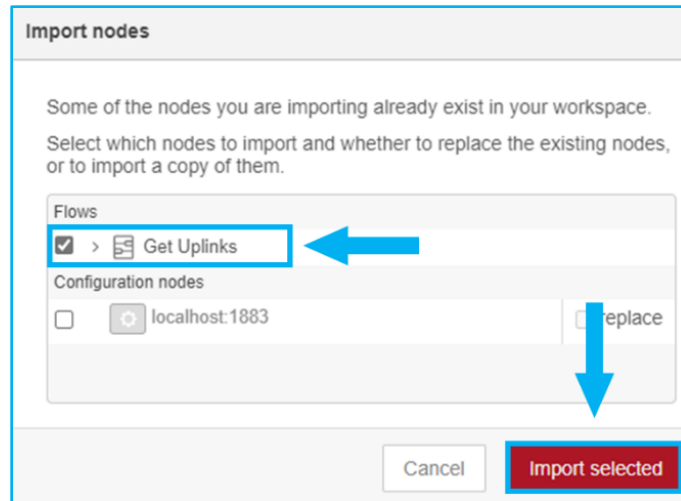 Import nodes
Some of the nodes you are importing already exist in your workspace.
Select which nodes to import and whether to replace the existing nodes,
or to import a copy of them.
Flows
Get Uplinks
Configuration nodes
localhost:1883
replace
Cancel
Import selected